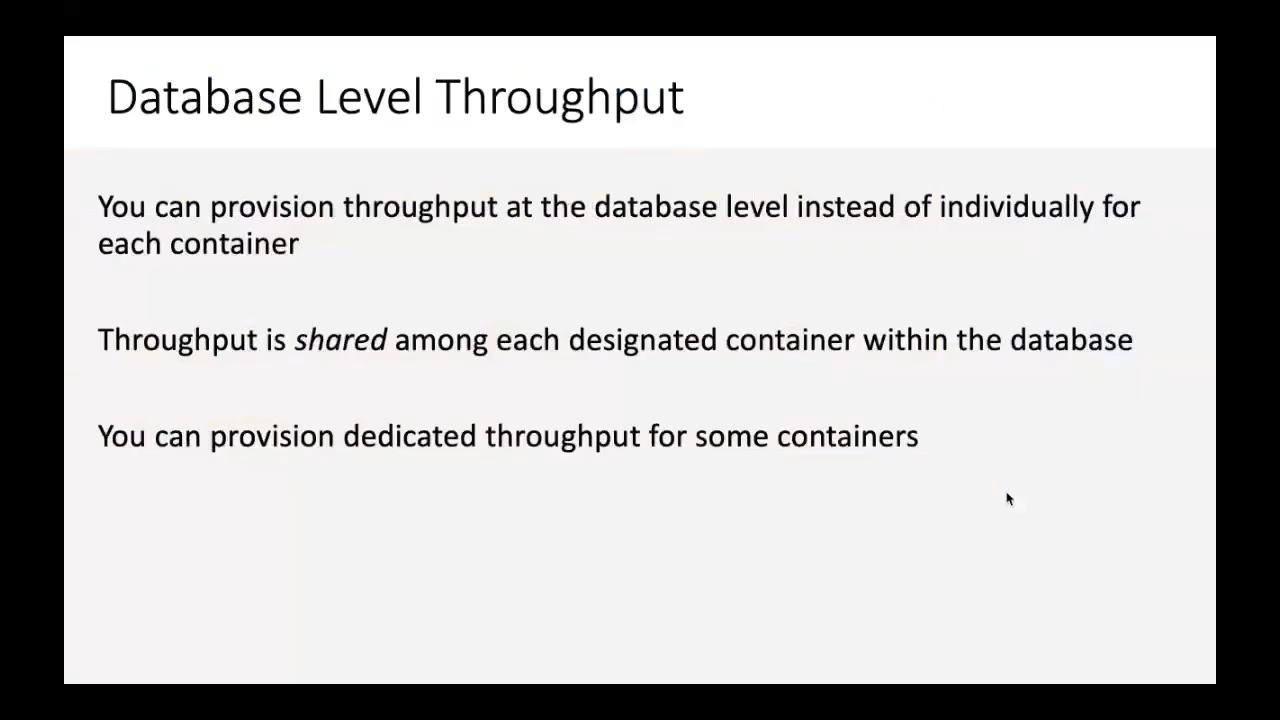 Database Level Throughput
You can provision throughput at the database level instead of individually for
each container
Throughput is shared among each designated container within the database
You can provision dedicated throughput for some containers